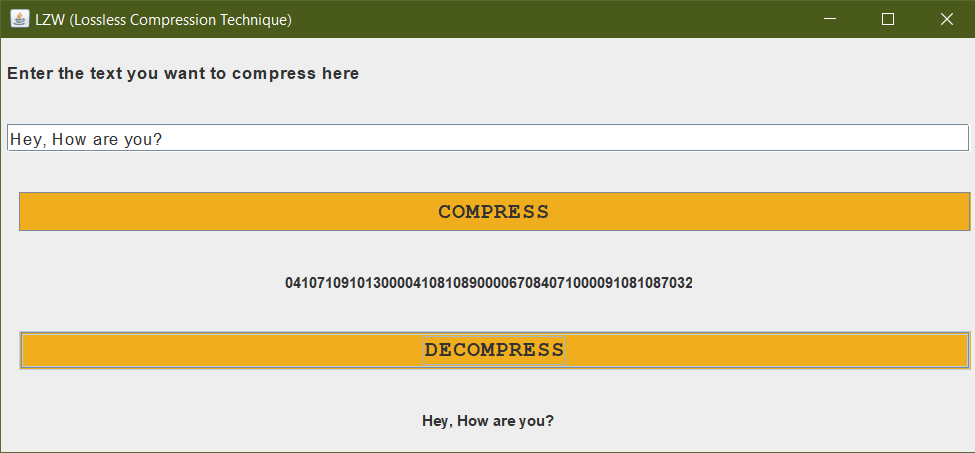 LZW (Lossless Compression Technique)
Enter the text you want to compress here
Hey, How are you?
COMPRESS
041071091013000041081089000067084071000091081087032
DECOMPRESS
Hey, How are you?